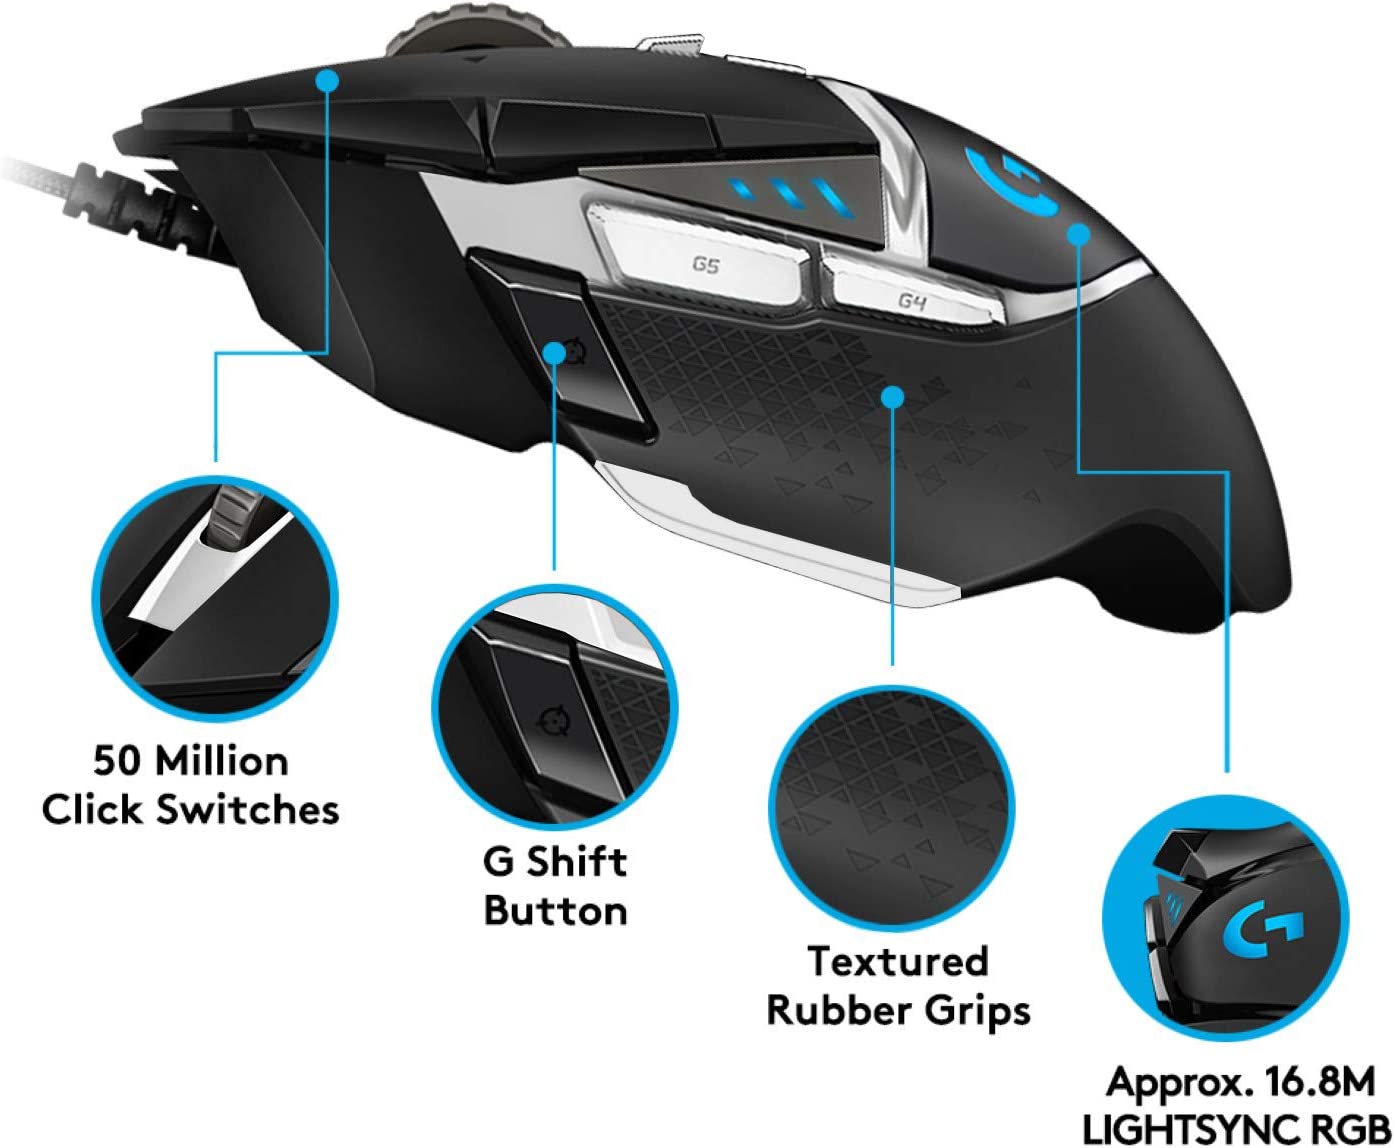 G5
G4
50 Million
Click Switches
G Shift
Button
Textured
Rubber Grips
Approx. 16.8M
LIGHTSYNC RGB